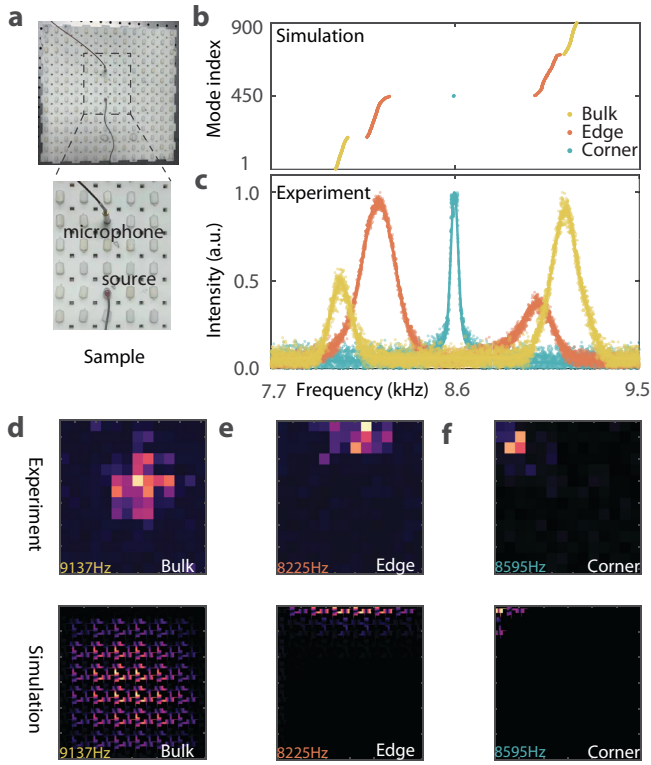 a
microphone
source
Sample
b
900
Simulation
Mode index
450
Bulk
Edge
Corner
1
c
Experiment
1.0
Intensity (a.u.)
0.5
0.0
7.7 Frequency (kHz) 8.6 9.5
d e f
Experiment
9137Hz Bulk 8225Hz Edge 8595Hz Corner
Simulation
9137Hz Bulk 8225Hz Edge 8595Hz Corner